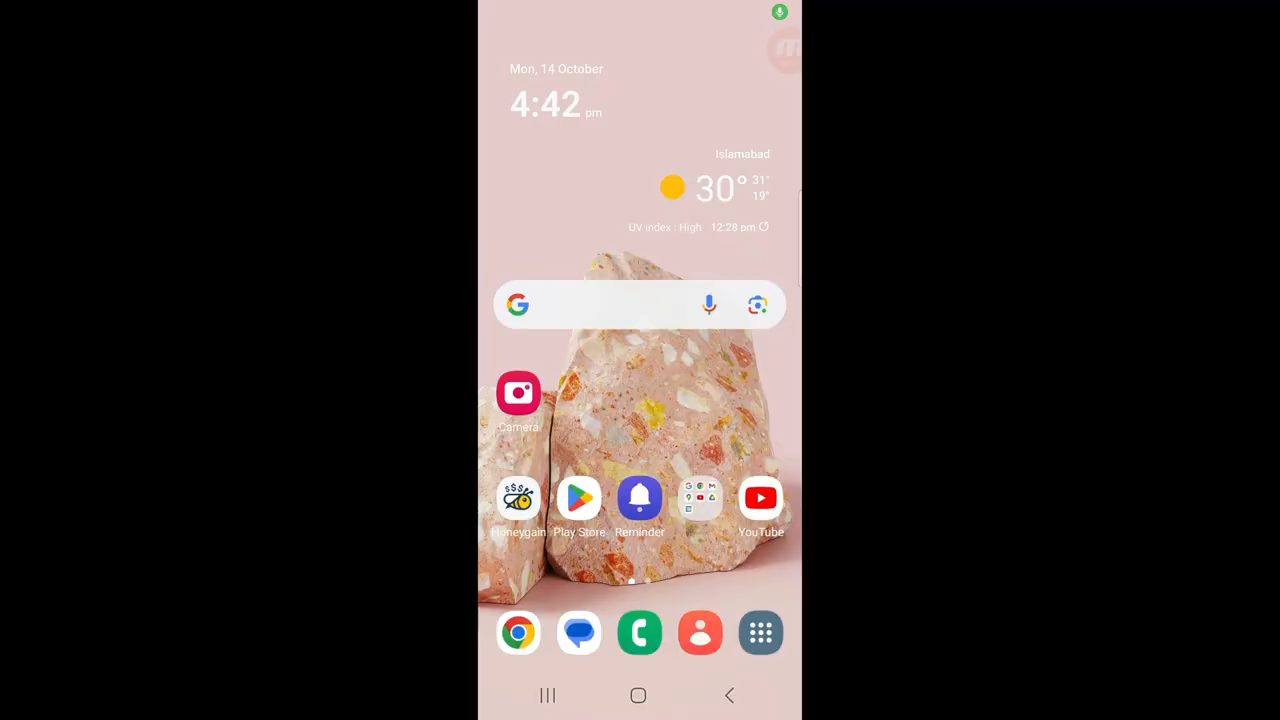 Mon, 14 October
4:42 pm
Islamabad
30° 31°
19°
UV index : High 12:28 pm
Camera
$$$
Honeygain Play Store Reminder YouTube